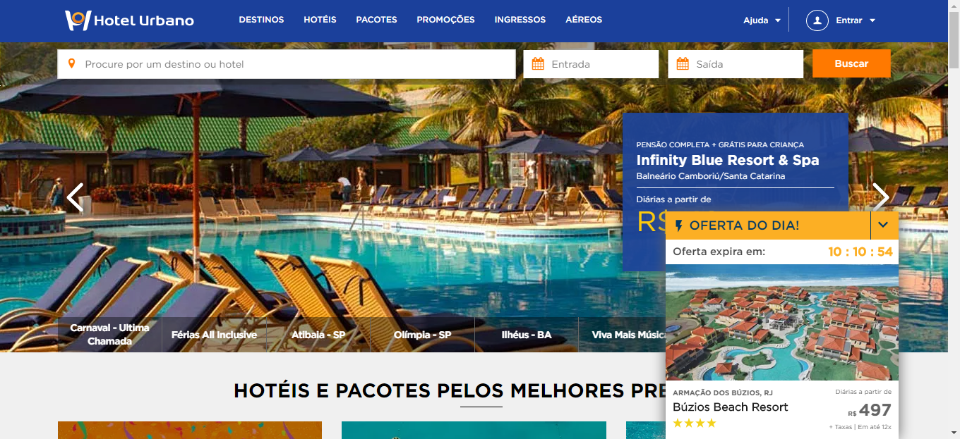 Hotel Urbano
DESTINOS HOTÉIS PACOTES PROMOÇÕES INGRESSOS AÉREOS
Ajuda Entrar
Procure por um destino ou hotel
Entrada
Saída
Buscar
PENSÃO COMPLETA + GRÁTIS PARA CRIANÇA
Infinity Blue Resort & Spa
Balneário Camboriú/Santa Catarina
Diárias a partir de
R$
OFERTA DO DIA!
Oferta expira em: 10 : 10 : 54
Carnaval - Ultima
Chamada
Férias All Inclusive
Atibaia - SP
Olímpia - SP
Ilhéus - BA
Viva Mais Música
HOTÉIS E PACOTES PELOS MELHORES PRE
ARMAÇÃO DOS BÚZIOS, RJ
Búzios Beach Resort
Diárias a partir de
R$ 497
+ Taxas | Em até 12x